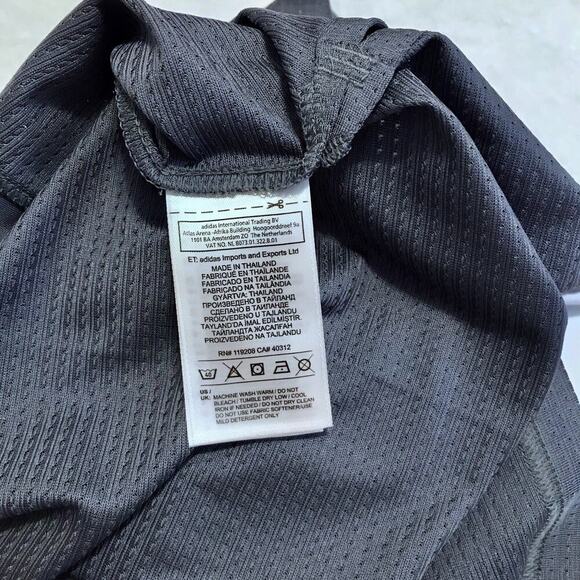 adidas International Trading BV
Atlas Arena -Afrika Building Hoogoorddreef 9a
1101 BA Amsterdam ZO The Netherlands
VAT NO. NL 8073.01.322.B.01
ET: adidas Imports and Exports Ltd
MADE IN THAILAND
FABRIQUÉ EN THAÏLANDE
FABRICADO EN TAILANDIA
FABRICADO NA TAILÂNDIA
GYÁRTVA: THAILAND
ПРОИЗВЕДЕНО В ТАЙЛАНД
СДЕЛАНО В ТАИЛАНДЕ
PROIZVEDENO U TAJLANDU
TAYLAND'DA İMAL EDİLMİŞTİR.
ТАЙЛАНДТА ЖАСАЛҒАН
PROIZVEDENO U TAJLANDU
RN# 119208 CA# 40312
40
US /
UK: MACHINE WASH WARM / DO NOT
BLEACH / TUMBLE DRY LOW / COOL
IRON IF NEEDED / DO NOT DRY CLEAN
DO NOT USE FABRIC SOFTENER/USE
MILD DETERGENT ONLY